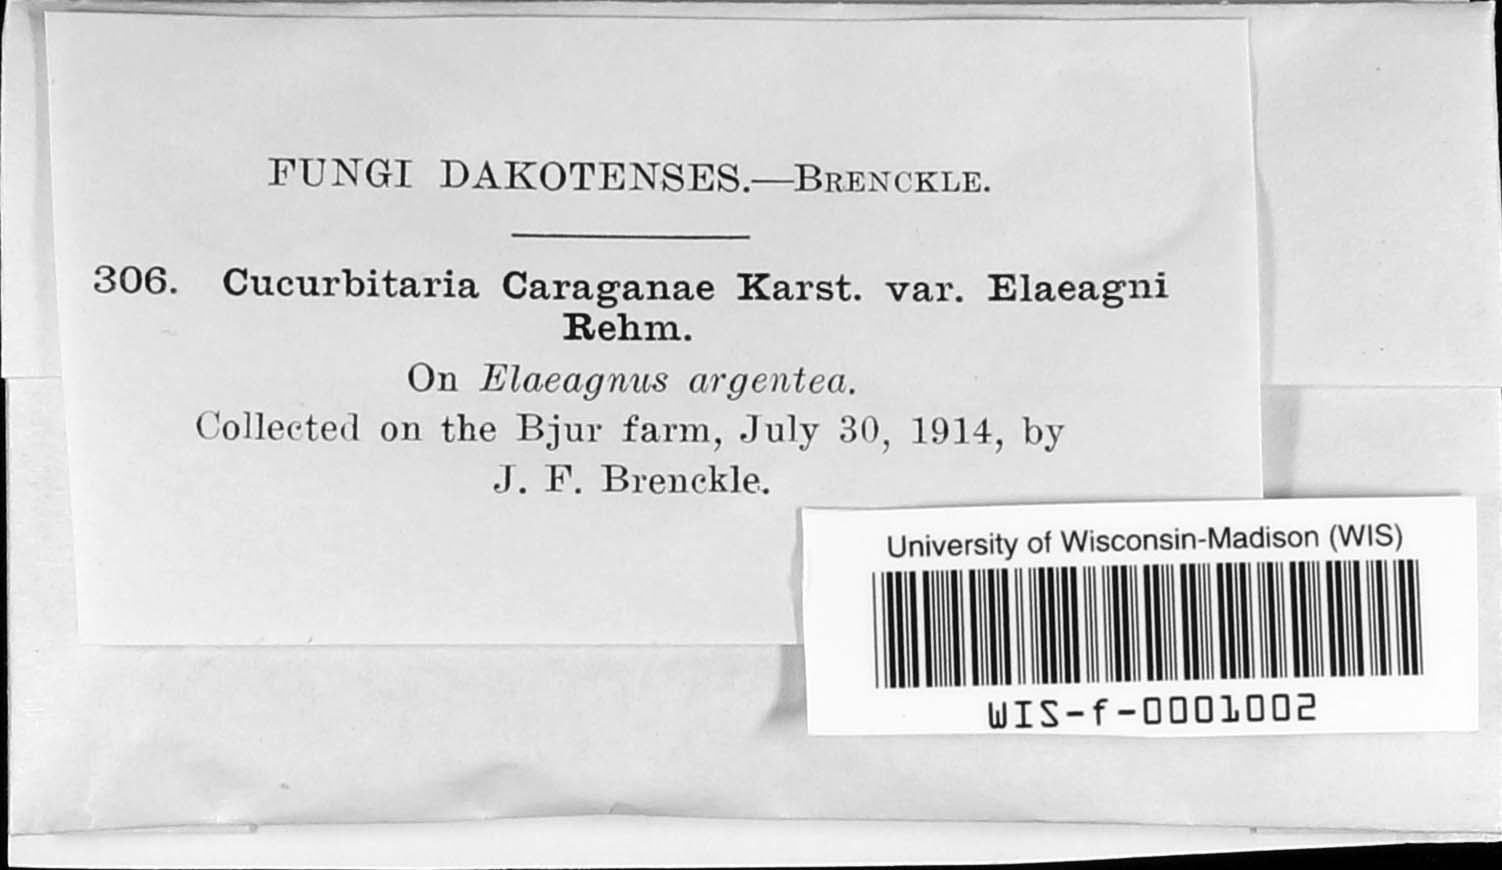 FUNGI DAKOTENSES.—BRENCKLE.
306. Cucurbitaria Caraganae Karst. var. Elaeagni
Rehm.
On Elaeagnus argentea.
Collected on the Bjur farm, July 30, 1914, by
J. F. Brenckle.
University of Wisconsin-Madison (WIS)
WIS-f-0001002